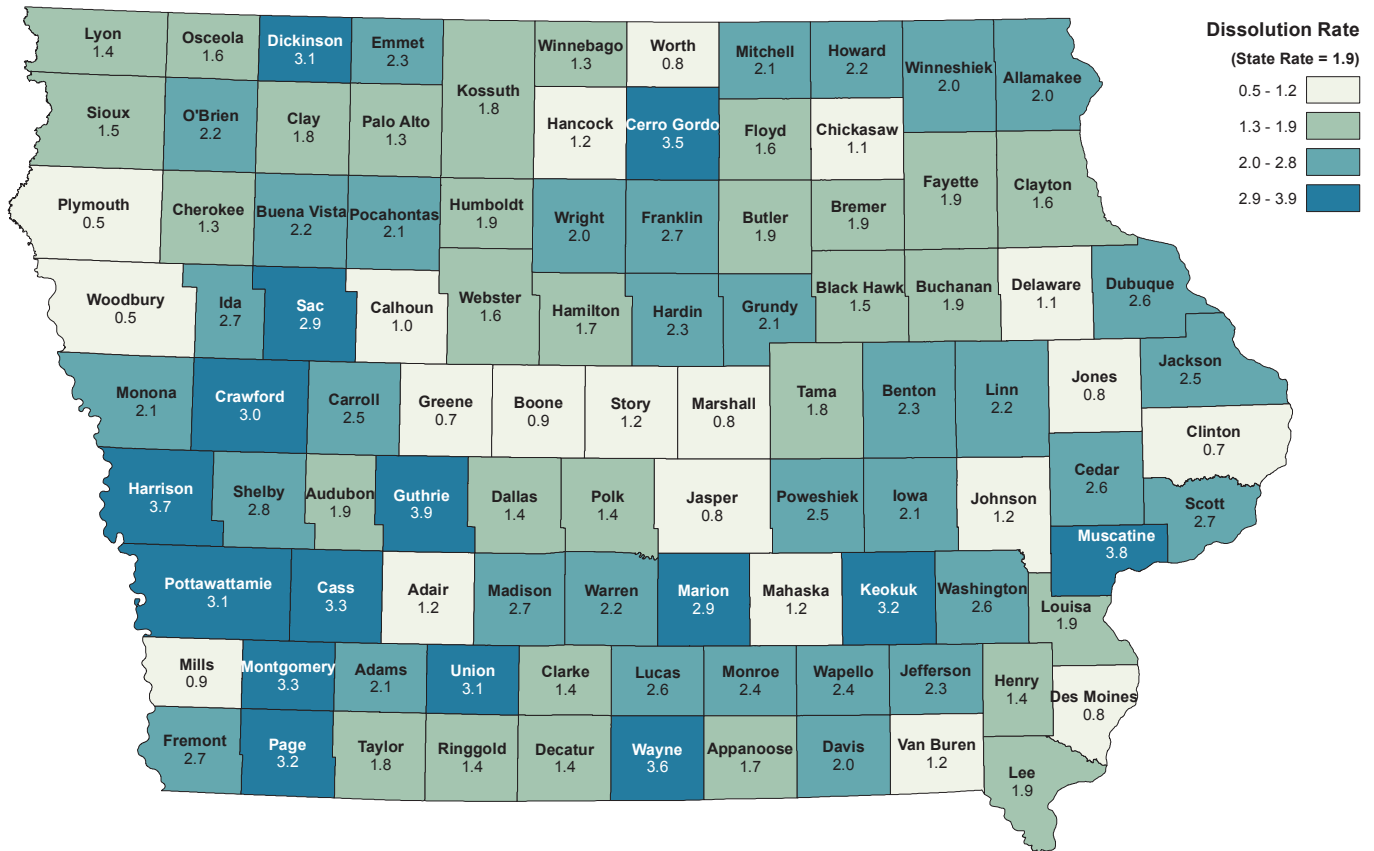 Dissolution Rate
(State Rate = 1.9)
0.5 - 1.2
1.3 - 1.9
2.0 - 2.8
2.9 - 3.9
Lyon
1.4
Osceola
1.6
Dickinson
3.1
Emmet
2.3
Kossuth
1.8
Winnebago
1.3
Worth
0.8
Mitchell
2.1
Howard
2.2
Winneshiek
2.0
Allamakee
2.0
Sioux
1.5
O'Brien
2.2
Clay
1.8
Palo Alto
1.3
Hancock
1.2
Cerro Gordo
3.5
Floyd
1.6
Chickasaw
1.1
Fayette
1.9
Clayton
1.6
Plymouth
0.5
Cherokee
1.3
Buena Vista
2.2
Pocahontas
2.1
Humboldt
1.9
Wright
2.0
Franklin
2.7
Butler
1.9
Bremer
1.9
Woodbury
0.5
Ida
2.7
Sac
2.9
Calhoun
1.0
Webster
1.6
Hamilton
1.7
Hardin
2.3
Grundy
2.1
Black Hawk
1.5
Buchanan
1.9
Delaware
1.1
Dubuque
2.6
Monona
2.1
Crawford
3.0
Carroll
2.5
Greene
0.7
Boone
0.9
Story
1.2
Marshall
0.8
Tama
1.8
Benton
2.3
Linn
2.2
Jones
0.8
Jackson
2.5
Clinton
0.7
Harrison
3.7
Shelby
2.8
Audubon
1.9
Guthrie
3.9
Dallas
1.4
Polk
1.4
Jasper
0.8
Poweshiek
2.5
Iowa
2.1
Johnson
1.2
Cedar
2.6
Scott
2.7
Muscatine
3.8
Pottawattamie
3.1
Cass
3.3
Adair
1.2
Madison
2.7
Warren
2.2
Marion
2.9
Mahaska
1.2
Keokuk
3.2
Washington
2.6
Louisa
1.9
Mills
0.9
Montgomery
3.3
Adams
2.1
Union
3.1
Clarke
1.4
Lucas
2.6
Monroe
2.4
Wapello
2.4
Jefferson
2.3
Henry
1.4
Des Moines
0.8
Fremont
2.7
Page
3.2
Taylor
1.8
Ringgold
1.4
Decatur
1.4
Wayne
3.6
Appanoose
1.7
Davis
2.0
Van Buren
1.2
Lee
1.9